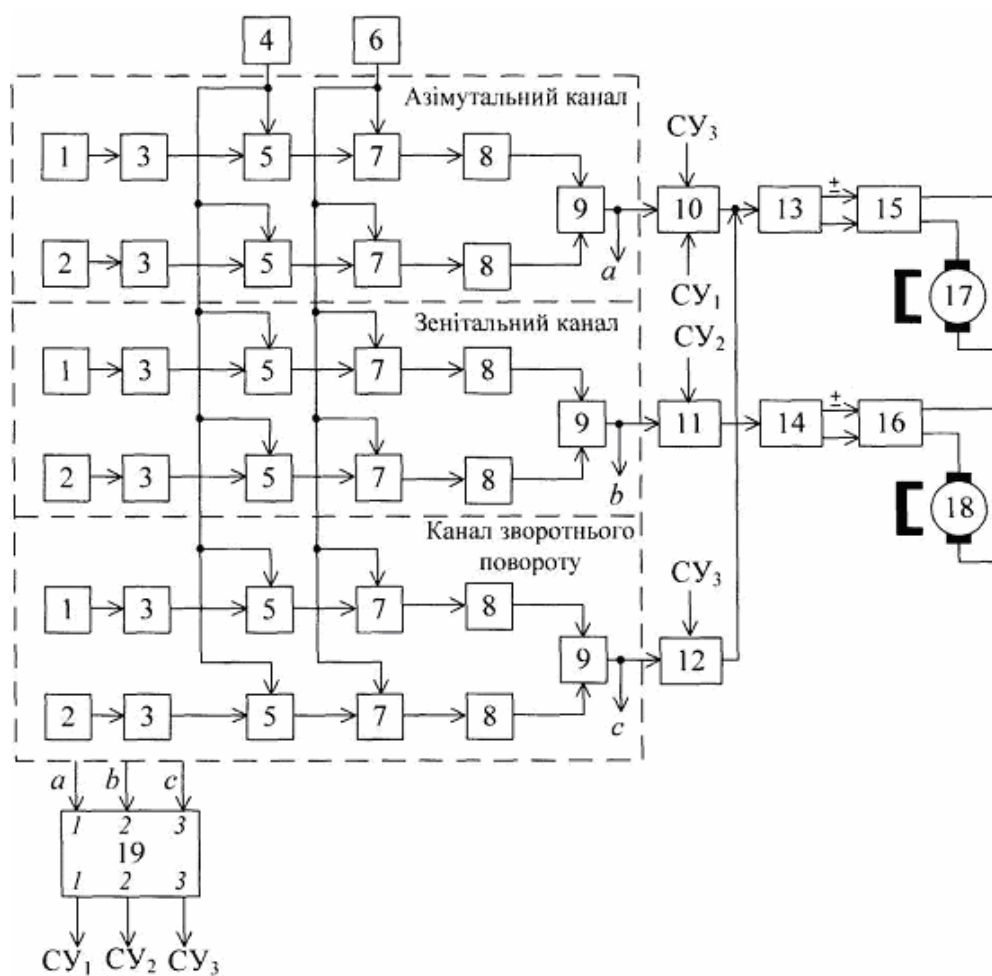 4 6
Азімутальний канал
СУ₃
1 3 5 7 8
9 10 13 ± 15
a
2 3 5 7 8
СУ₁
17
Зенітальний канал
СУ₂
1 3 5 7 8
9 11 14 ± 16
b
2 3 5 7 8
18
Канал зворотнього
повороту
СУ₃
1 3 5 7 8
9 12
c
2 3 5 7 8
a b c
1 2 3
19
1 2 3
СУ₁ СУ₂ СУ₃